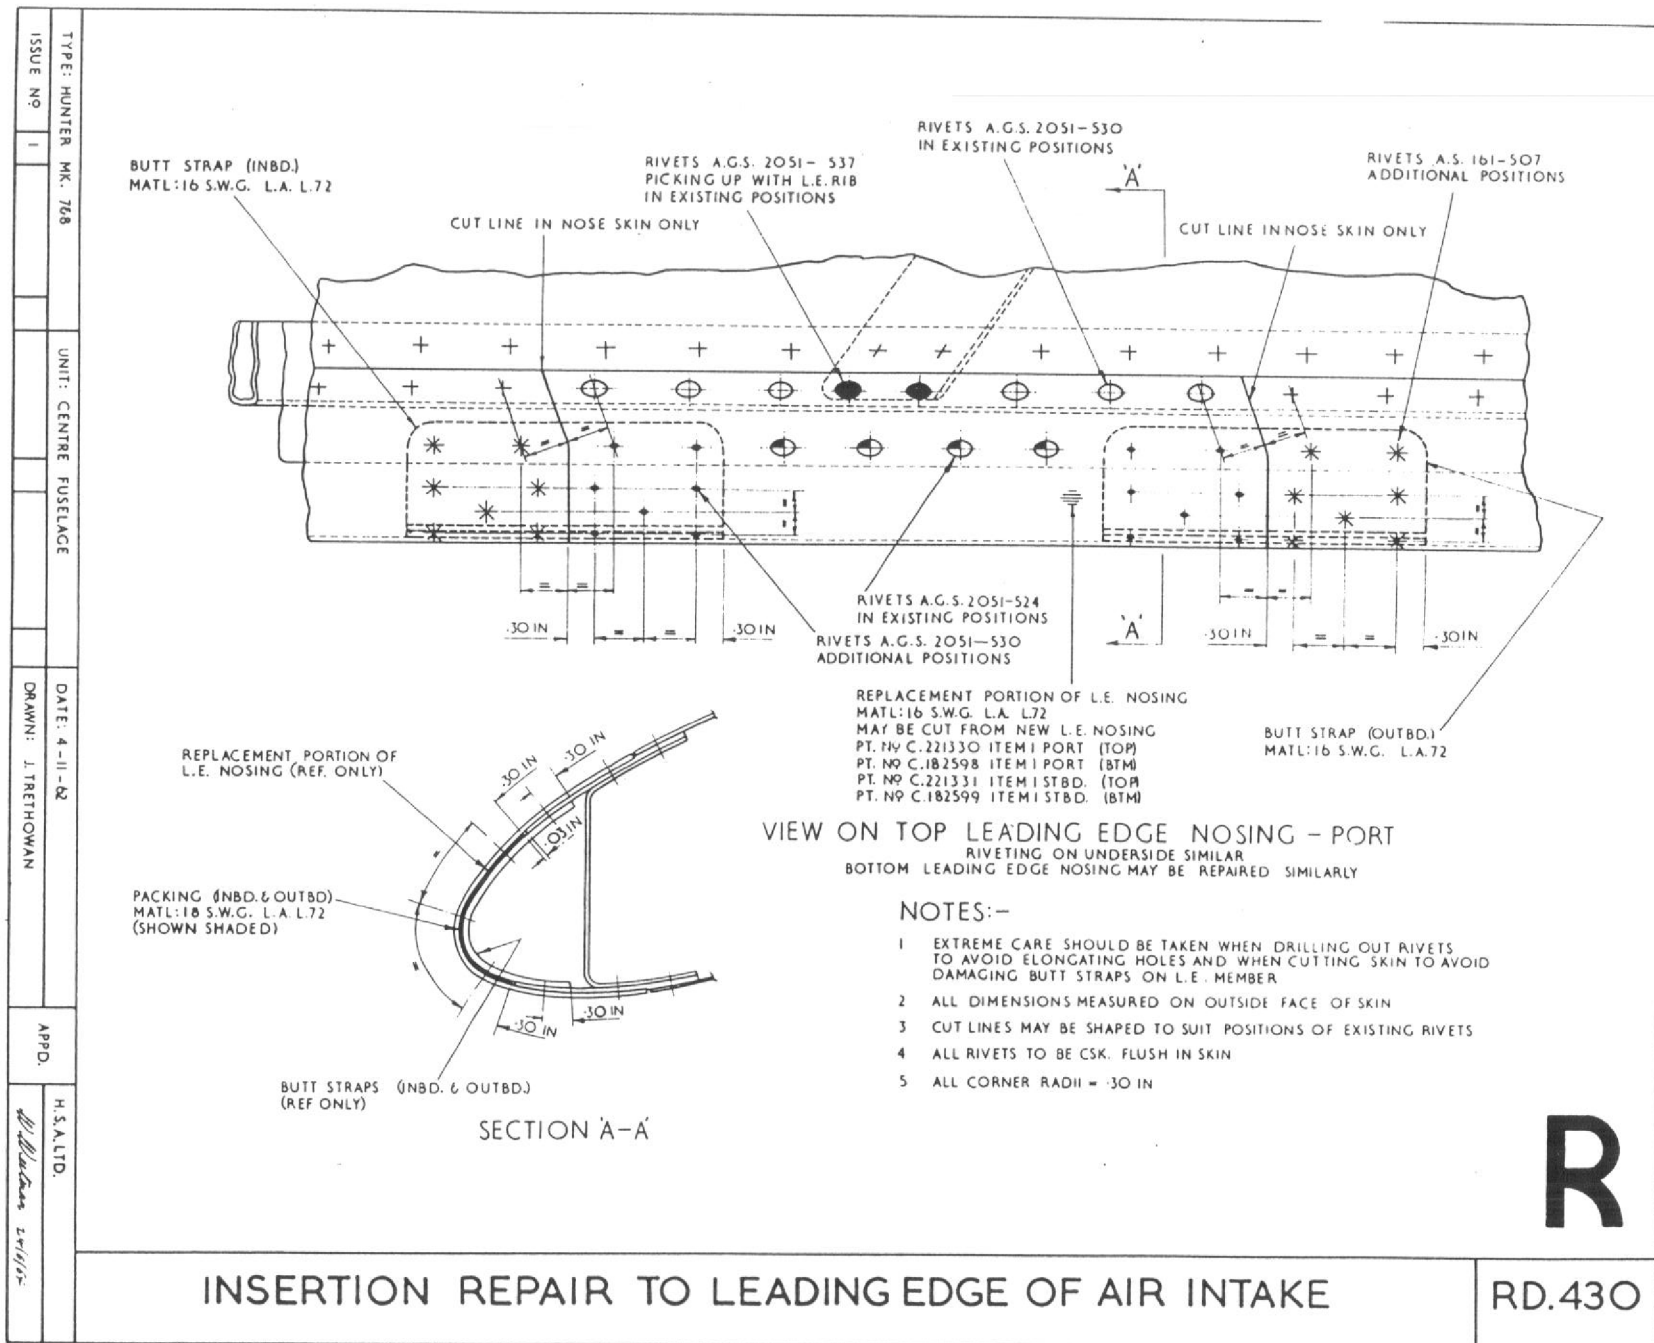 TYPE: HUNTER MK. 7&8
UNIT: CENTRE FUSELAGE
DATE: 4-11-62
H.S.A.LTD.
ISSUE Nº 1
DRAWN: J. TRETHOWAN
APPD.
BUTT STRAP (INBD.)
MATL:16 S.W.G. L.A. L.72
CUT LINE IN NOSE SKIN ONLY
RIVETS A.G.S. 2051-537
PICKING UP WITH L.E. RIB
IN EXISTING POSITIONS
RIVETS A.G.S. 2051-530
IN EXISTING POSITIONS
'A'
RIVETS A.S. 161-507
ADDITIONAL POSITIONS
CUT LINE IN NOSE SKIN ONLY
=
=
=
=
=
=
=
=
=
=
=
=
.30 IN
=
=
.30 IN
.30 IN
=
=
.30 IN
RIVETS A.G.S. 2051-524
IN EXISTING POSITIONS
RIVETS A.G.S. 2051-530
ADDITIONAL POSITIONS
'A'
REPLACEMENT PORTION OF L.E. NOSING
MATL:16 S.W.G. L.A. L.72
MAY BE CUT FROM NEW L.E. NOSING
PT. Nº C.221330 ITEM 1 PORT (TOP)
PT. Nº C.182598 ITEM 1 PORT (BTM)
PT. Nº C.221331 ITEM 1 STBD. (TOP)
PT. Nº C.182599 ITEM 1 STBD. (BTM)
BUTT STRAP (OUTBD.)
MATL:16 S.W.G. L.A.72
VIEW ON TOP LEADING EDGE NOSING - PORT
RIVETING ON UNDERSIDE SIMILAR
BOTTOM LEADING EDGE NOSING MAY BE REPAIRED SIMILARLY
REPLACEMENT PORTION OF
L.E. NOSING (REF. ONLY)
.30 IN
.30 IN
.03 IN
=
=
PACKING (INBD. & OUTBD)
MATL:18 S.W.G. L.A. L.72
(SHOWN SHADED)
.30 IN
.30 IN
BUTT STRAPS (INBD. & OUTBD.)
(REF ONLY)
SECTION 'A-A'
NOTES:-
1 EXTREME CARE SHOULD BE TAKEN WHEN DRILLING OUT RIVETS
TO AVOID ELONGATING HOLES AND WHEN CUTTING SKIN TO AVOID
DAMAGING BUTT STRAPS ON L.E. MEMBER
2 ALL DIMENSIONS MEASURED ON OUTSIDE FACE OF SKIN
3 CUT LINES MAY BE SHAPED TO SUIT POSITIONS OF EXISTING RIVETS
4 ALL RIVETS TO BE CSK. FLUSH IN SKIN
5 ALL CORNER RADII = .30 IN
R
INSERTION REPAIR TO LEADING EDGE OF AIR INTAKE
RD.430